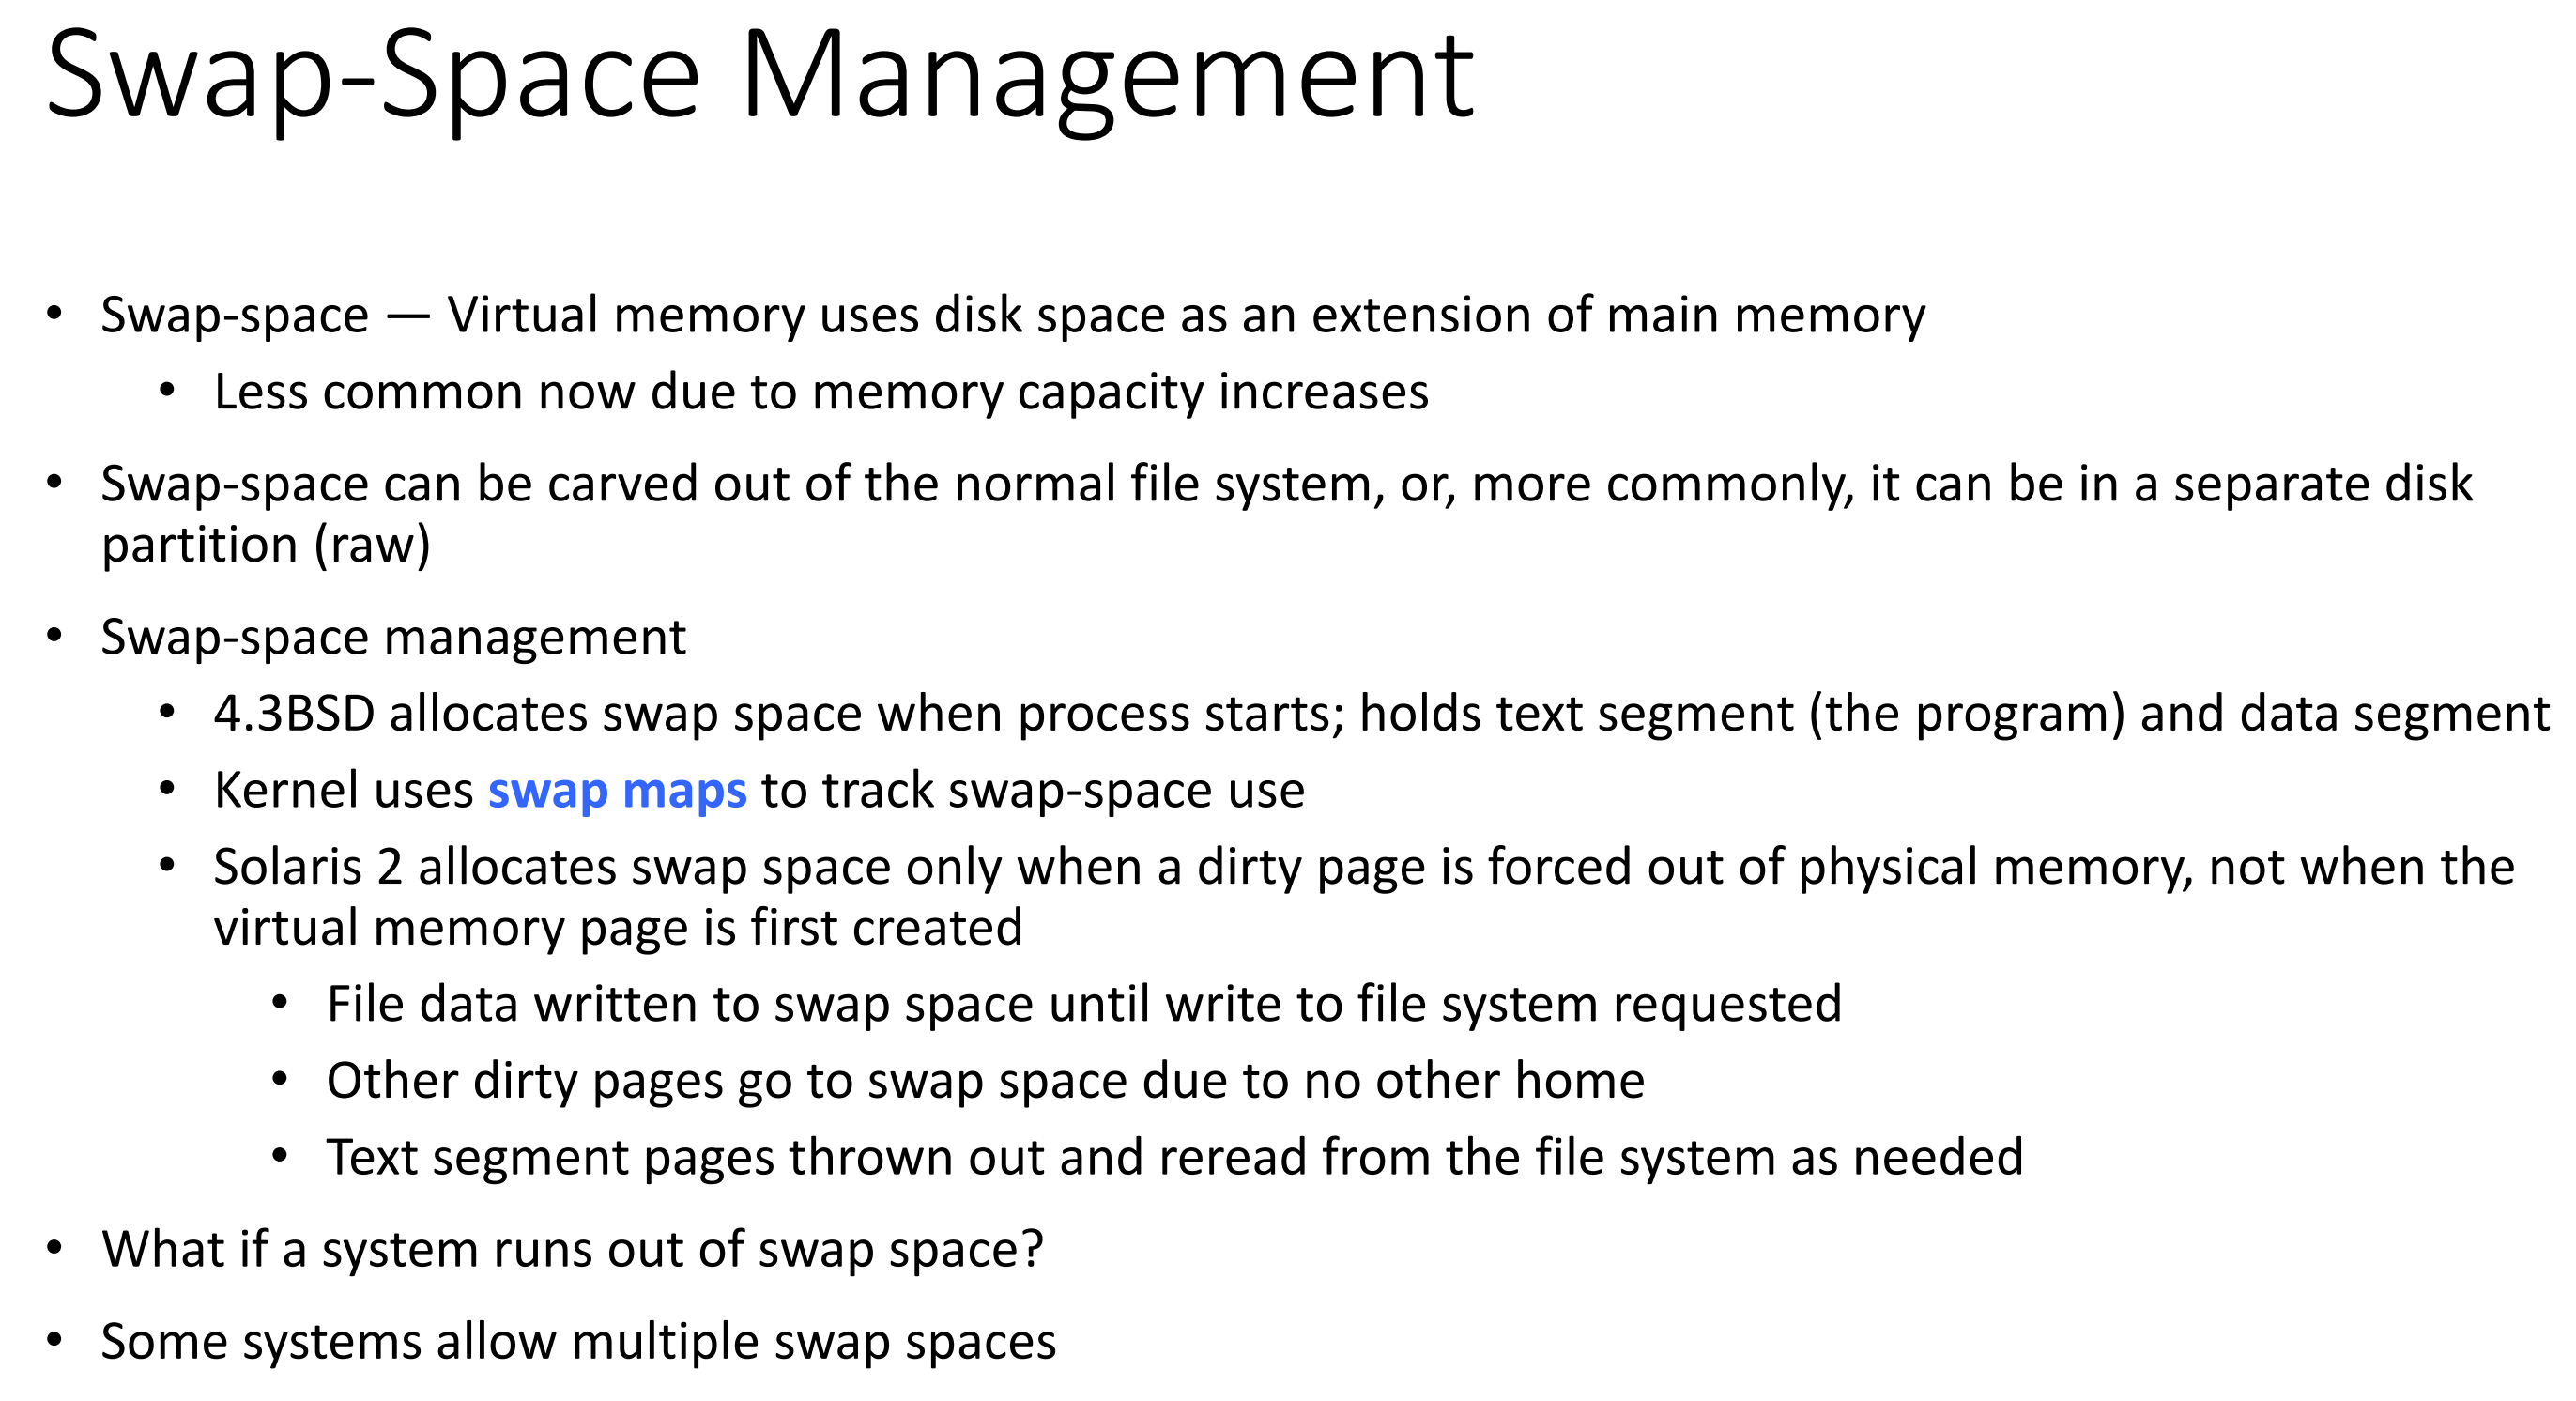 Swap-Space Management
• Swap-space — Virtual memory uses disk space as an extension of main memory
• Less common now due to memory capacity increases
• Swap-space can be carved out of the normal file system, or, more commonly, it can be in a separate disk
partition (raw)
• Swap-space management
• 4.3BSD allocates swap space when process starts; holds text segment (the program) and data segment
• Kernel uses swap maps to track swap-space use
• Solaris 2 allocates swap space only when a dirty page is forced out of physical memory, not when the
virtual memory page is first created
• File data written to swap space until write to file system requested
• Other dirty pages go to swap space due to no other home
• Text segment pages thrown out and reread from the file system as needed
• What if a system runs out of swap space?
• Some systems allow multiple swap spaces